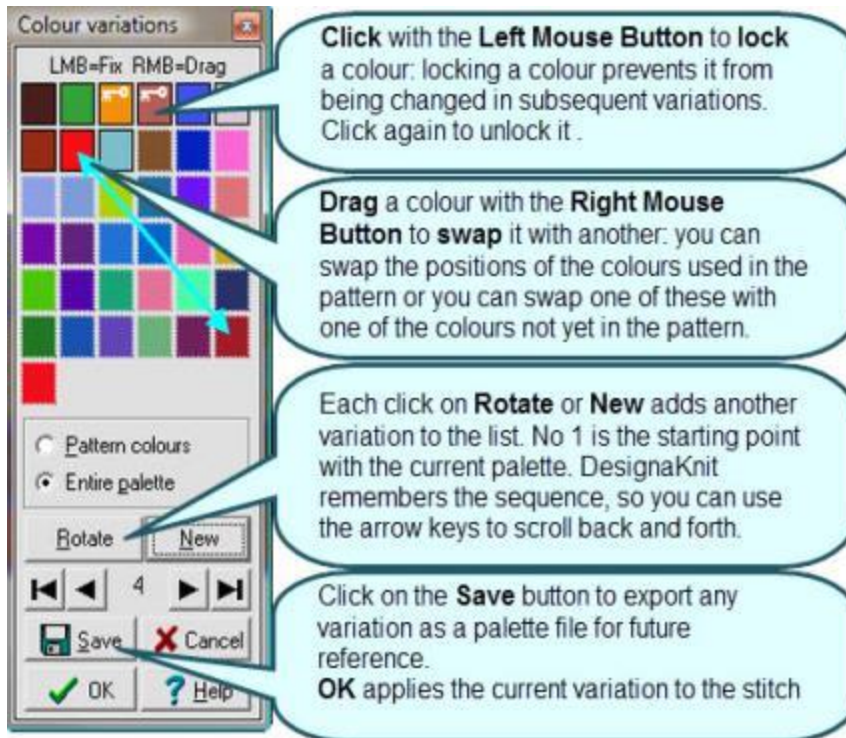 Colour variations
LMB=Fix RMB=Drag
Pattern colours
Entire palette
Rotate
New
4
Save
Cancel
OK
Help
Click with the Left Mouse Button to lock
a colour: locking a colour prevents it from
being changed in subsequent variations.
Click again to unlock it .
Drag a colour with the Right Mouse
Button to swap it with another: you can
swap the positions of the colours used in the
pattern or you can swap one of these with
one of the colours not yet in the pattern.
Each click on Rotate or New adds another
variation to the list. No 1 is the starting point
with the current palette. DesignaKnit
remembers the sequence, so you can use
the arrow keys to scroll back and forth.
Click on the Save button to export any
variation as a palette file for future
reference.
OK applies the current variation to the stitch